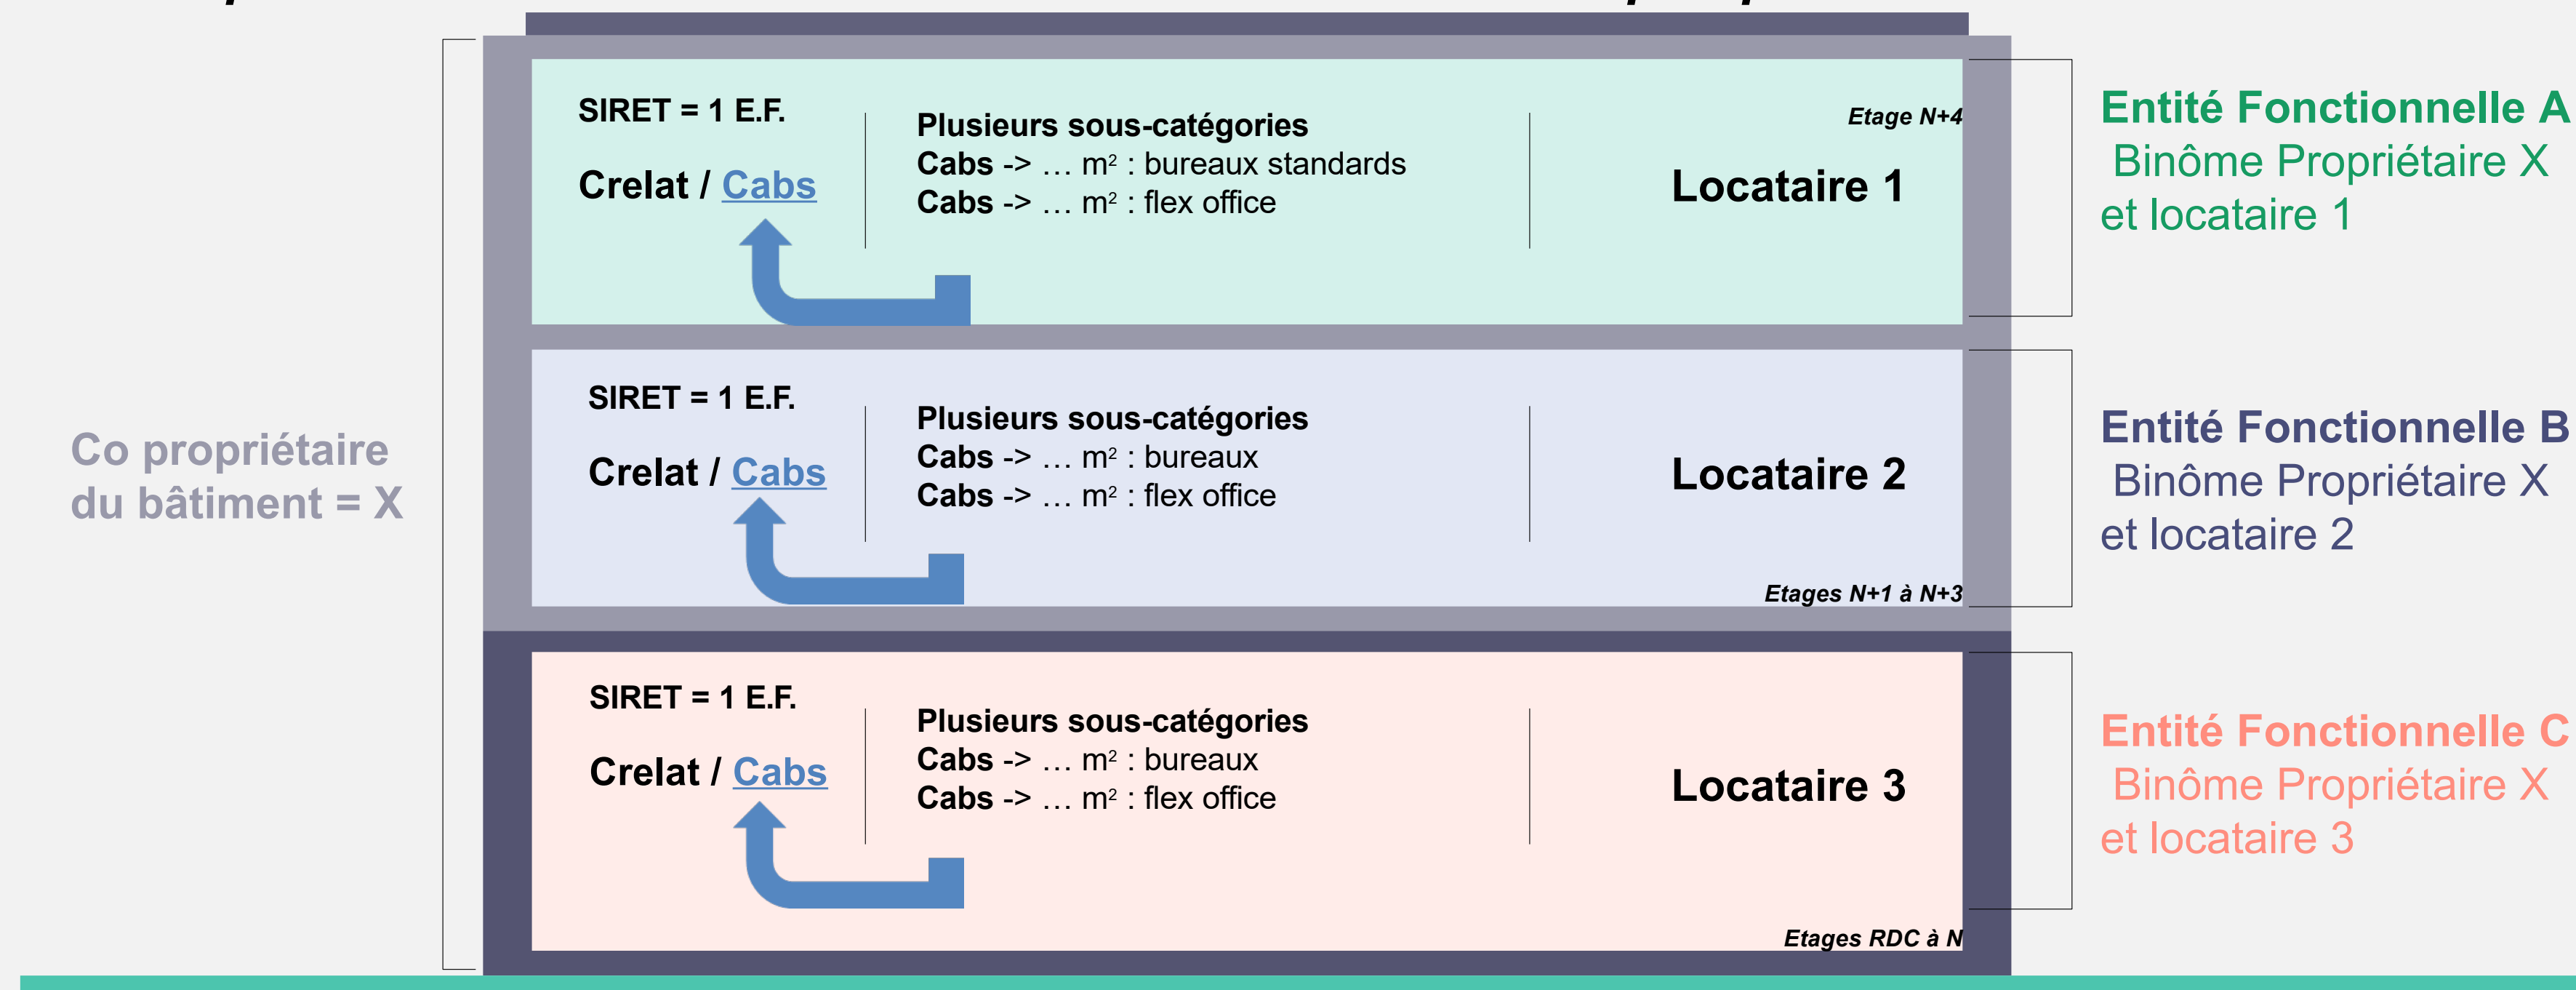 SIRET = 1 E.F.
Crelat / Cabs
Plusieurs sous-catégories
Cabs -> … m² : bureaux standards
Cabs -> … m² : flex office
Etage N+4
Locataire 1
Entité Fonctionnelle A
Binôme Propriétaire X
et locataire 1
Co propriétaire
du bâtiment = X
SIRET = 1 E.F.
Crelat / Cabs
Plusieurs sous-catégories
Cabs -> … m² : bureaux
Cabs -> … m² : flex office
Locataire 2
Etages N+1 à N+3
Entité Fonctionnelle B
Binôme Propriétaire X
et locataire 2
SIRET = 1 E.F.
Crelat / Cabs
Plusieurs sous-catégories
Cabs -> … m² : bureaux
Cabs -> … m² : flex office
Locataire 3
Etages RDC à N
Entité Fonctionnelle C
Binôme Propriétaire X
et locataire 3